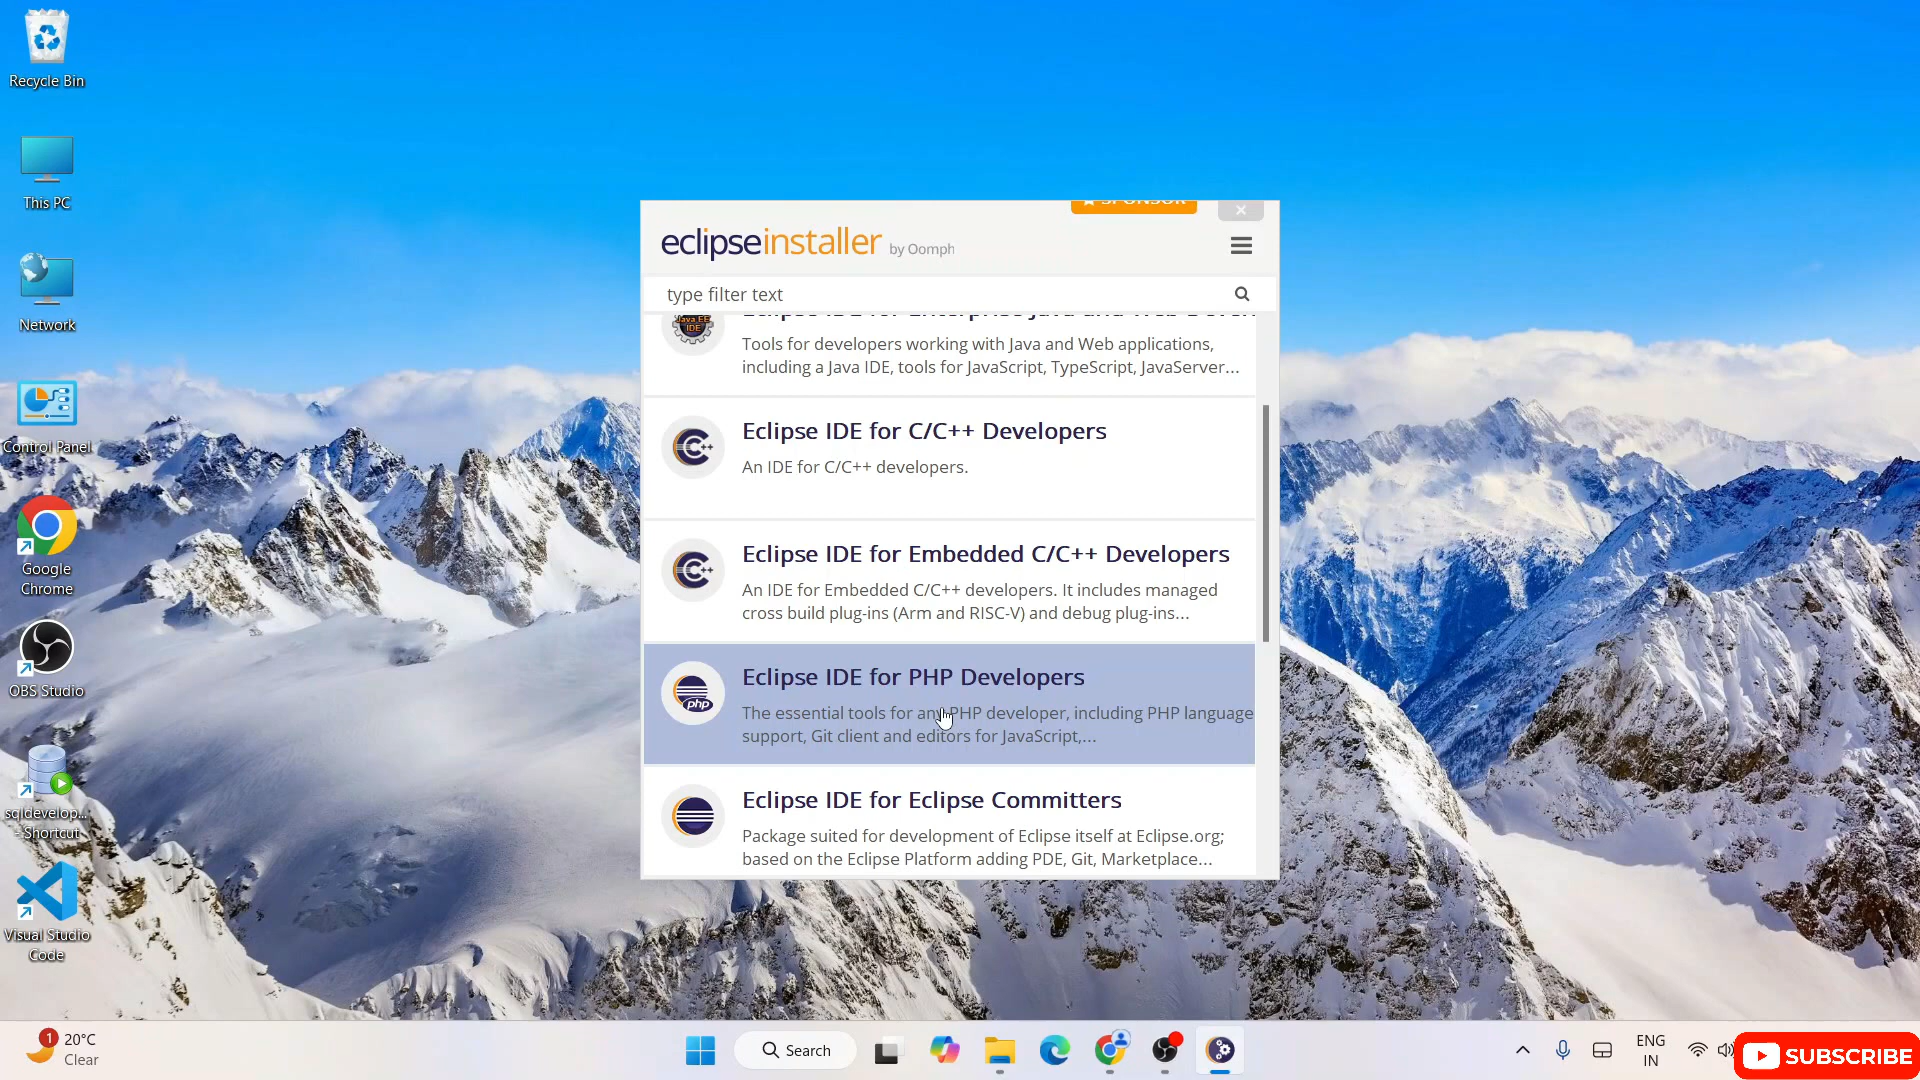 Recycle Bin
This PC
Network
Control Panel
Google
Chrome
OBS Studio
sqldevelop...
- Shortcut
Visual Studio
Code
SPONSOR
eclipseinstaller by Oomph
type filter text
Java EE
IDE
Tools for developers working with Java and Web applications,
including a Java IDE, tools for JavaScript, TypeScript, JavaServer...
Eclipse IDE for C/C++ Developers
An IDE for C/C++ developers.
Eclipse IDE for Embedded C/C++ Developers
An IDE for Embedded C/C++ developers. It includes managed
cross build plug-ins (Arm and RISC-V) and debug plug-ins...
php
Eclipse IDE for PHP Developers
The essential tools for any PHP developer, including PHP language
support, Git client and editors for JavaScript,...
Eclipse IDE for Eclipse Committers
Package suited for development of Eclipse itself at Eclipse.org;
based on the Eclipse Platform adding PDE, Git, Marketplace...
1
20°C
Clear
Search
ENG
IN
SUBSCRIBE